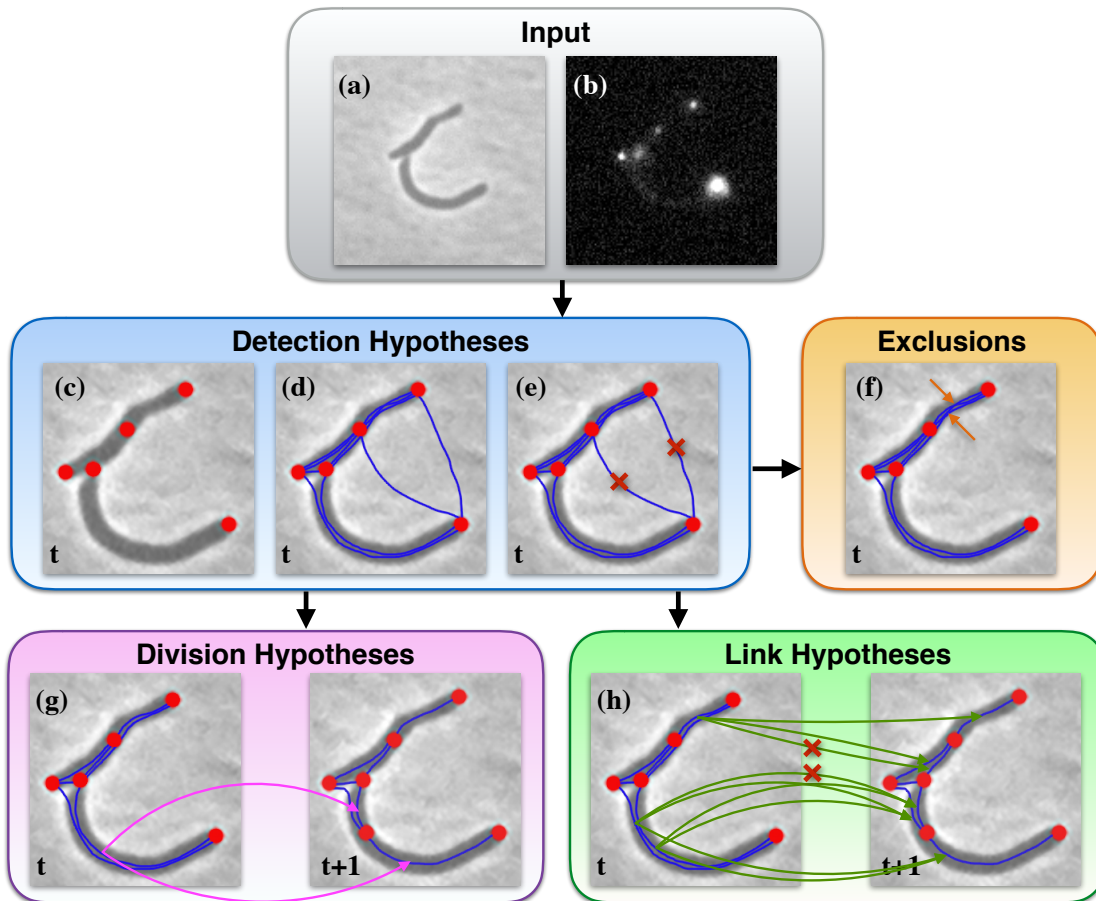 Input
(a)
(b)
Detection Hypotheses
(c)
t
(d)
t
(e)
t
Exclusions
(f)
t
Division Hypotheses
(g)
t
t+1
Link Hypotheses
(h)
t
t+1